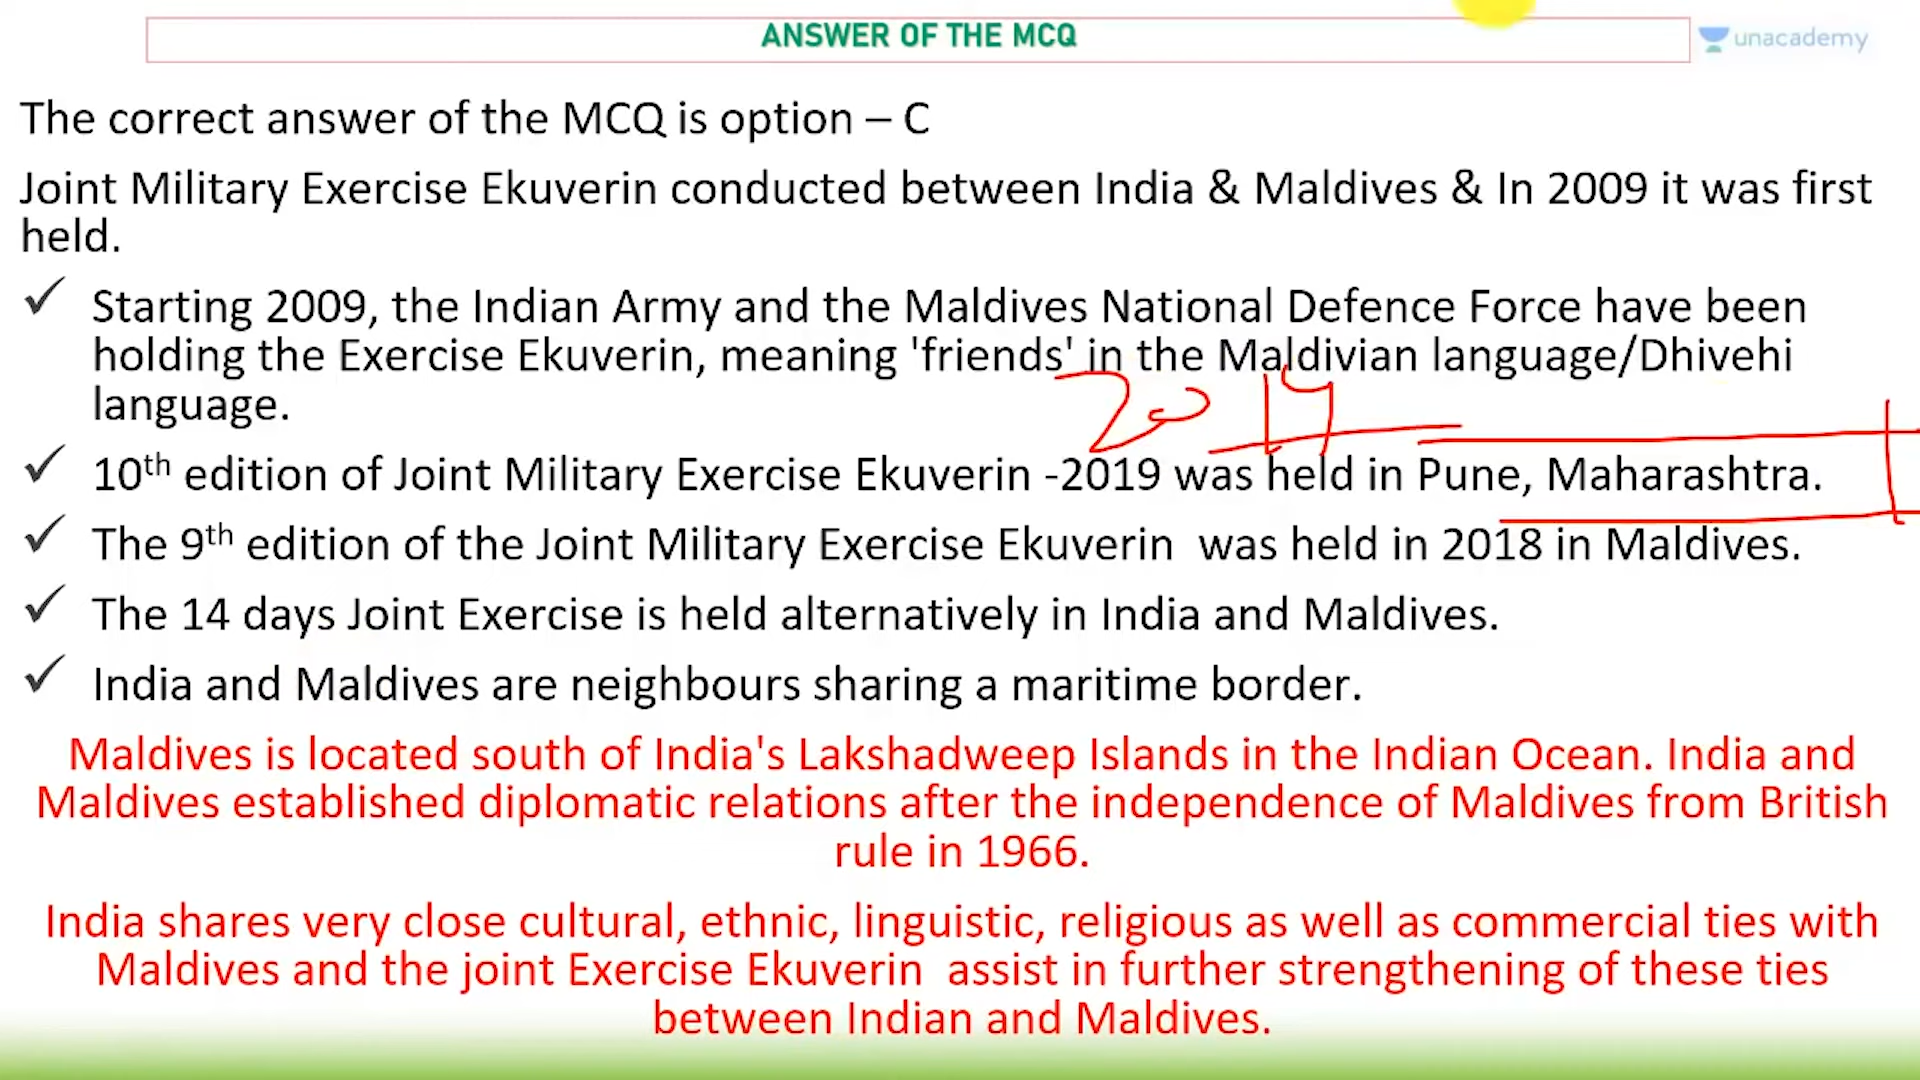 ANSWER OF THE MCQ
unacademy
The correct answer of the MCQ is option – C
Joint Military Exercise Ekuverin conducted between India & Maldives & In 2009 it was first
held.
✓ Starting 2009, the Indian Army and the Maldives National Defence Force have been
holding the Exercise Ekuverin, meaning 'friends' in the Maldivian language/Dhivehi
language.
2019
✓ 10th edition of Joint Military Exercise Ekuverin -2019 was held in Pune, Maharashtra.
✓ The 9th edition of the Joint Military Exercise Ekuverin was held in 2018 in Maldives.
✓ The 14 days Joint Exercise is held alternatively in India and Maldives.
✓ India and Maldives are neighbours sharing a maritime border.
Maldives is located south of India's Lakshadweep Islands in the Indian Ocean. India and
Maldives established diplomatic relations after the independence of Maldives from British
rule in 1966.
India shares very close cultural, ethnic, linguistic, religious as well as commercial ties with
Maldives and the joint Exercise Ekuverin assist in further strengthening of these ties
between Indian and Maldives.